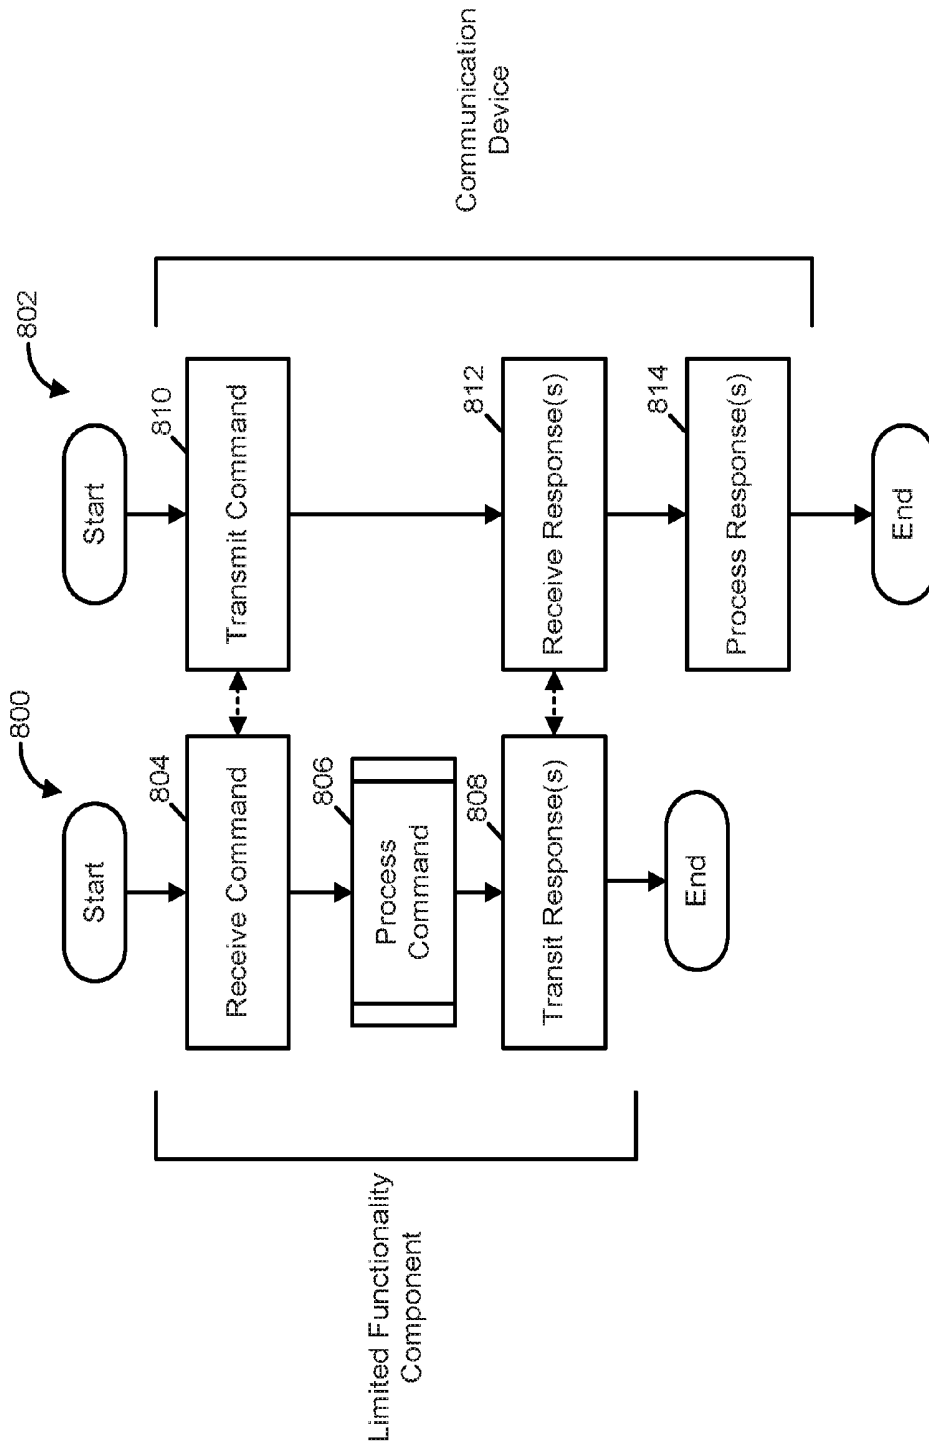 800
Start
804
Receive Command
806
Process
Command
808
Transit Response(s)
End
Limited Functionality
Component
802
Start
810
Transmit Command
812
Receive Response(s)
814
Process Response(s)
End
Communication
Device